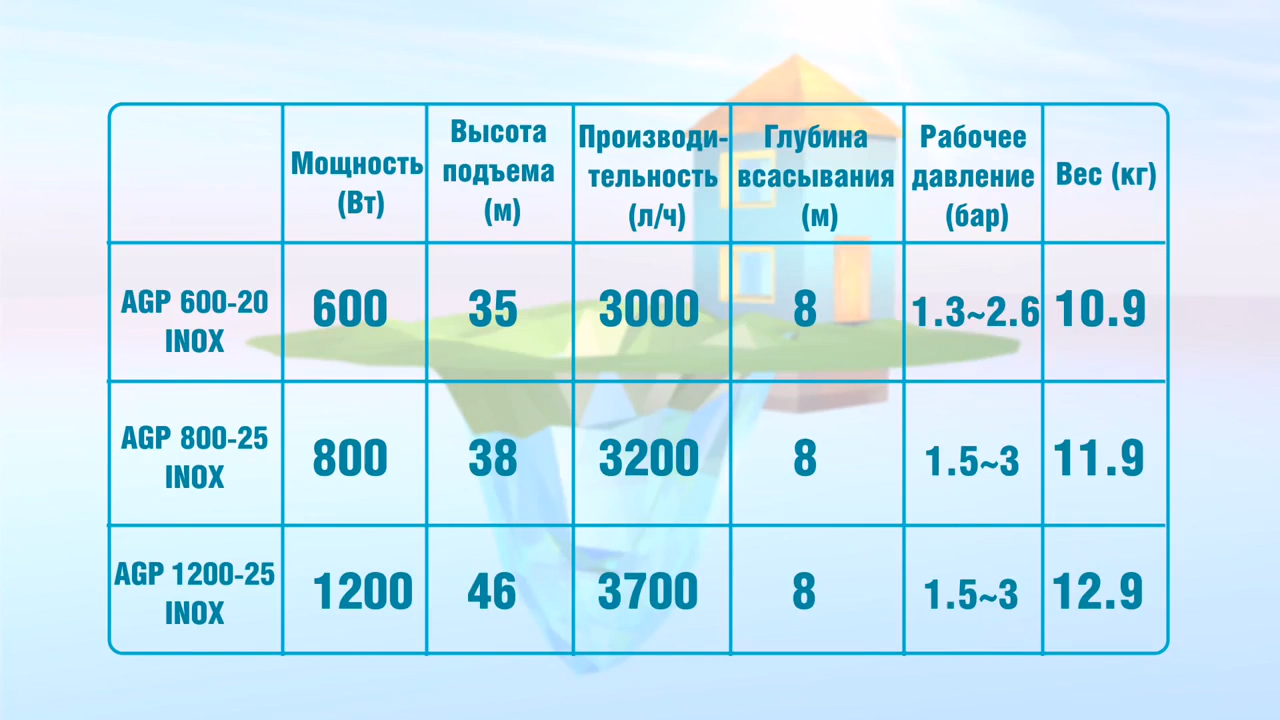 Мощность
(Вт)
Высота
подъема
(м)
Производи-
тельность
(л/ч)
Глубина
всасывания
(м)
Рабочее
давление
(бар)
Вес (кг)
AGP 600-20
INOX
600
35
3000
8
1.3~2.6
10.9
AGP 800-25
INOX
800
38
3200
8
1.5~3
11.9
AGP 1200-25
INOX
1200
46
3700
8
1.5~3
12.9